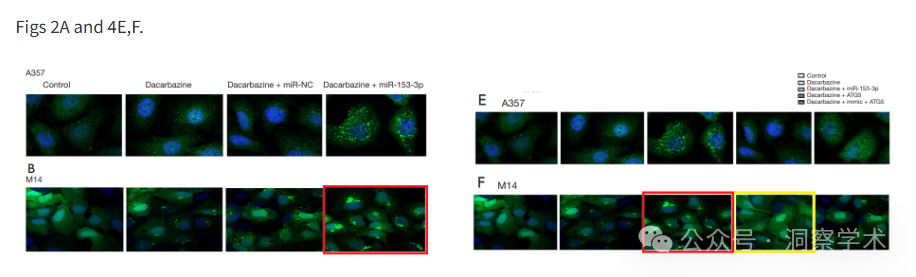 Figs 2A and 4E,F.
A357
Control Dacarbazine Dacarbazine + miR-NC Dacarbazine + miR-153-3p
B
M14
Control
Dacarbazine
Dacarbazine + miR-153-3p
Dacarbazine + ATG5
Dacarbazine + mimic + ATG5
E A357
F M14
公众号 · 洞察学术